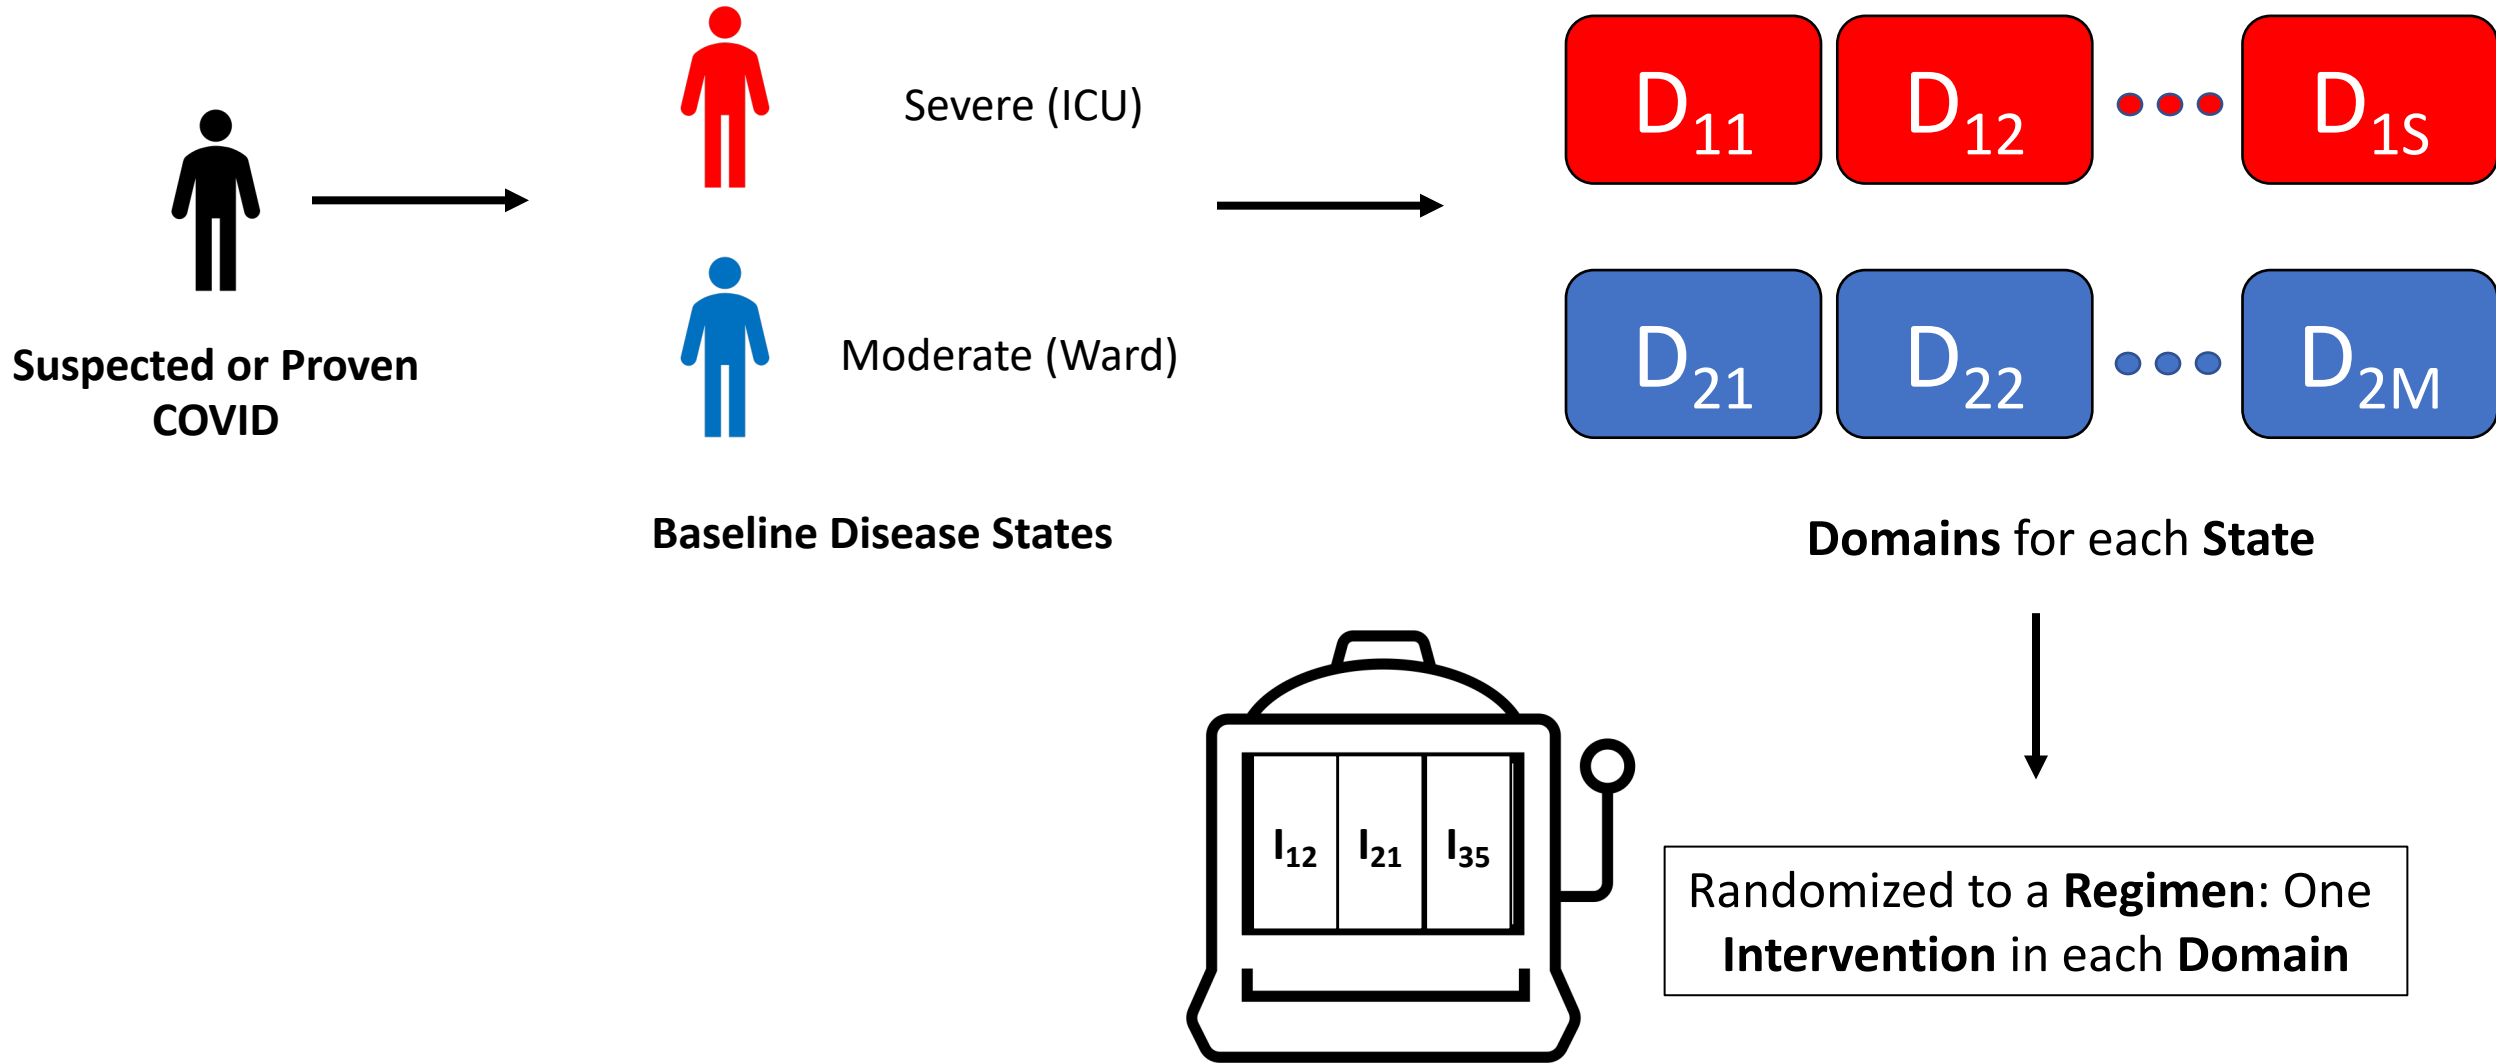 Suspected or Proven
COVID
Severe (ICU)
Moderate (Ward)
Baseline Disease States
D11 D12 D1S
D21 D22 D2M
Domains for each State
I12 I21 I35
Randomized to a Regimen: One
Intervention in each Domain